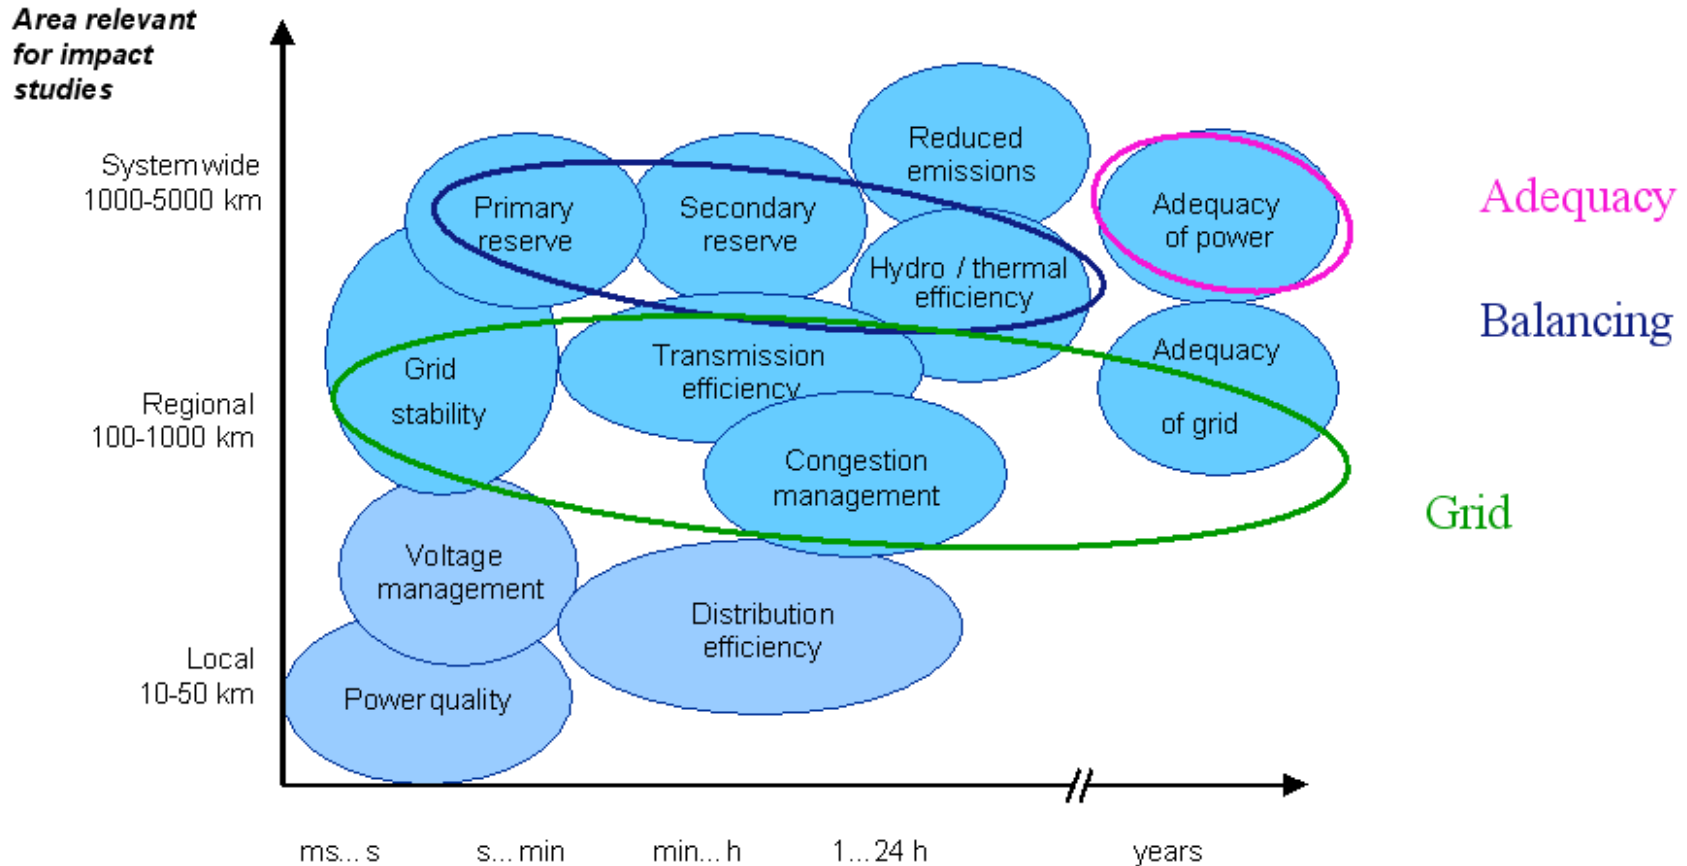 Area relevant
for impact
studies
System wide
1000-5000 km
Regional
100-1000 km
Local
10-50 km
Reduced
emissions
Primary
reserve
Secondary
reserve
Hydro / thermal
efficiency
Adequacy
of power
Grid
stability
Transmission
efficiency
Adequacy
of grid
Congestion
management
Voltage
management
Distribution
efficiency
Power quality
Adequacy
Balancing
Grid
ms... s
s... min
min... h
1...24 h
years